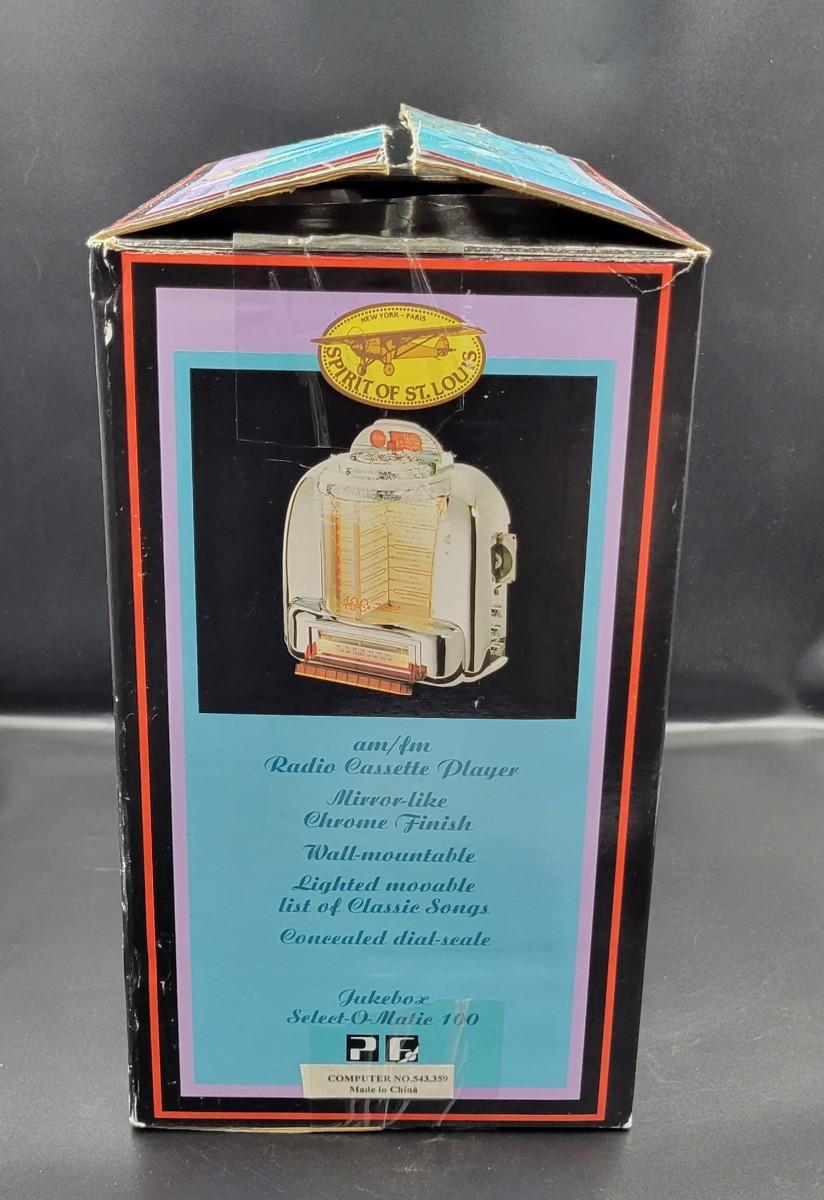 NEW YORK - PARIS
SPIRIT OF ST. LOUIS
am/fm
Radio Cassette Player
Mirror-like
Chrome Finish
Wall-mountable
Lighted movable
list of Classic Songs
Concealed dial-scale
Jukebox
Select-O-Matic 100
COMPUTER NO.543.359
Made in China